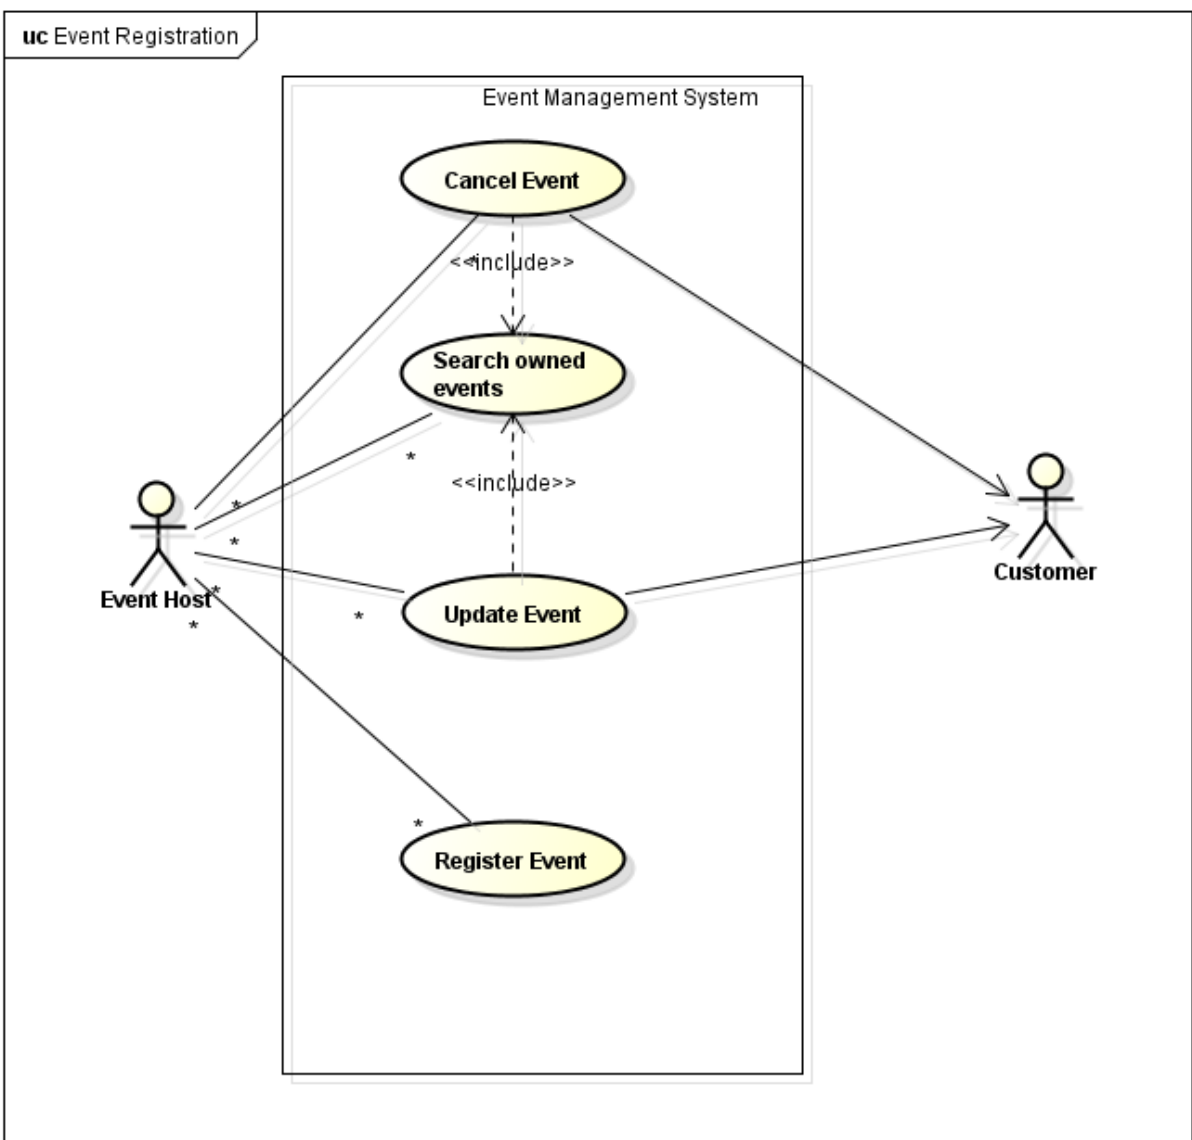 uc Event Registration
Event Management System
Cancel Event
<<include>>
*
Search owned
events
*
<<include>>
*
*
Event Host
*
*
*
Update Event
Customer
*
Register Event